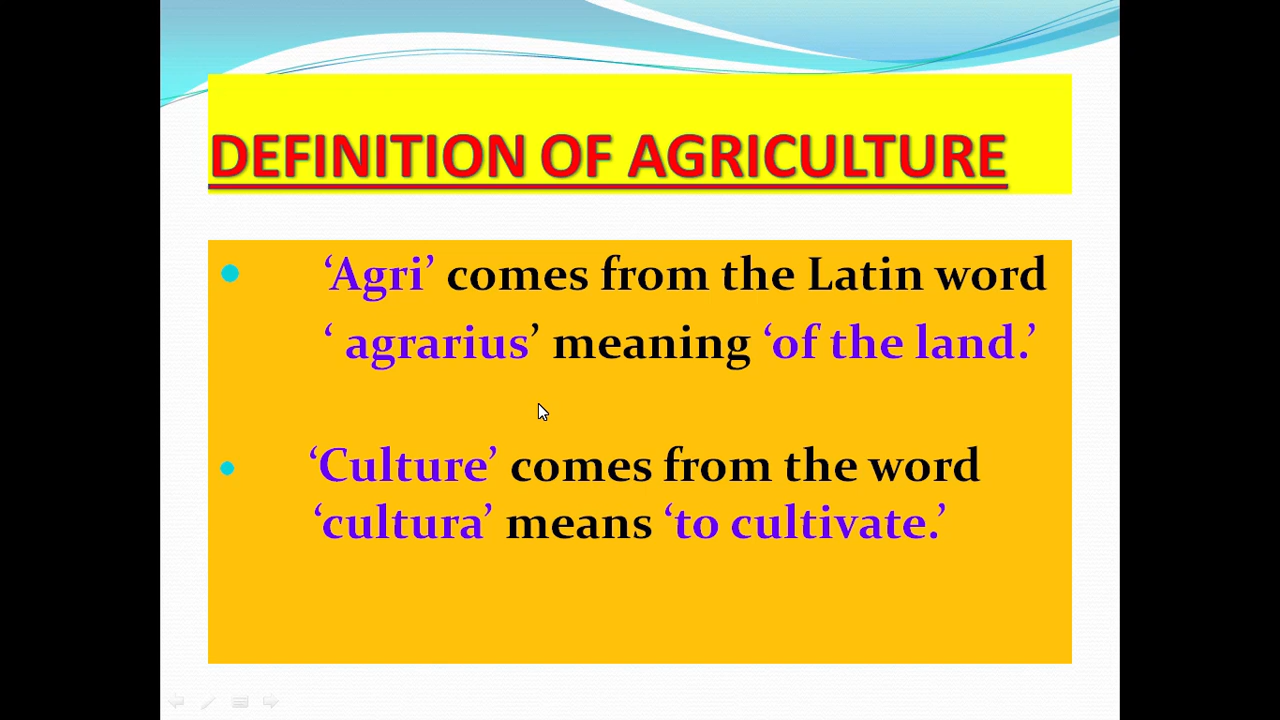 DEFINITION OF AGRICULTURE
• ‘Agri’ comes from the Latin word
‘ agrarius’ meaning ‘of the land.’
• ‘Culture’ comes from the word
‘cultura’ means ‘to cultivate.’